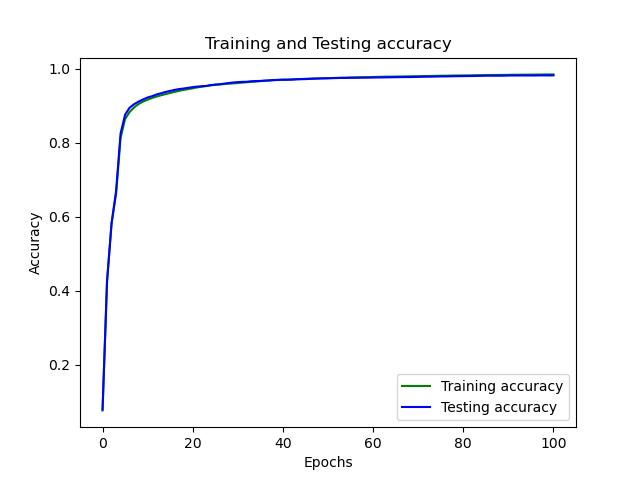 Training and Testing accuracy
1.0
0.8
0.6
0.4
0.2
Accuracy
Training accuracy
Testing accuracy
0 20 40 60 80 100
Epochs